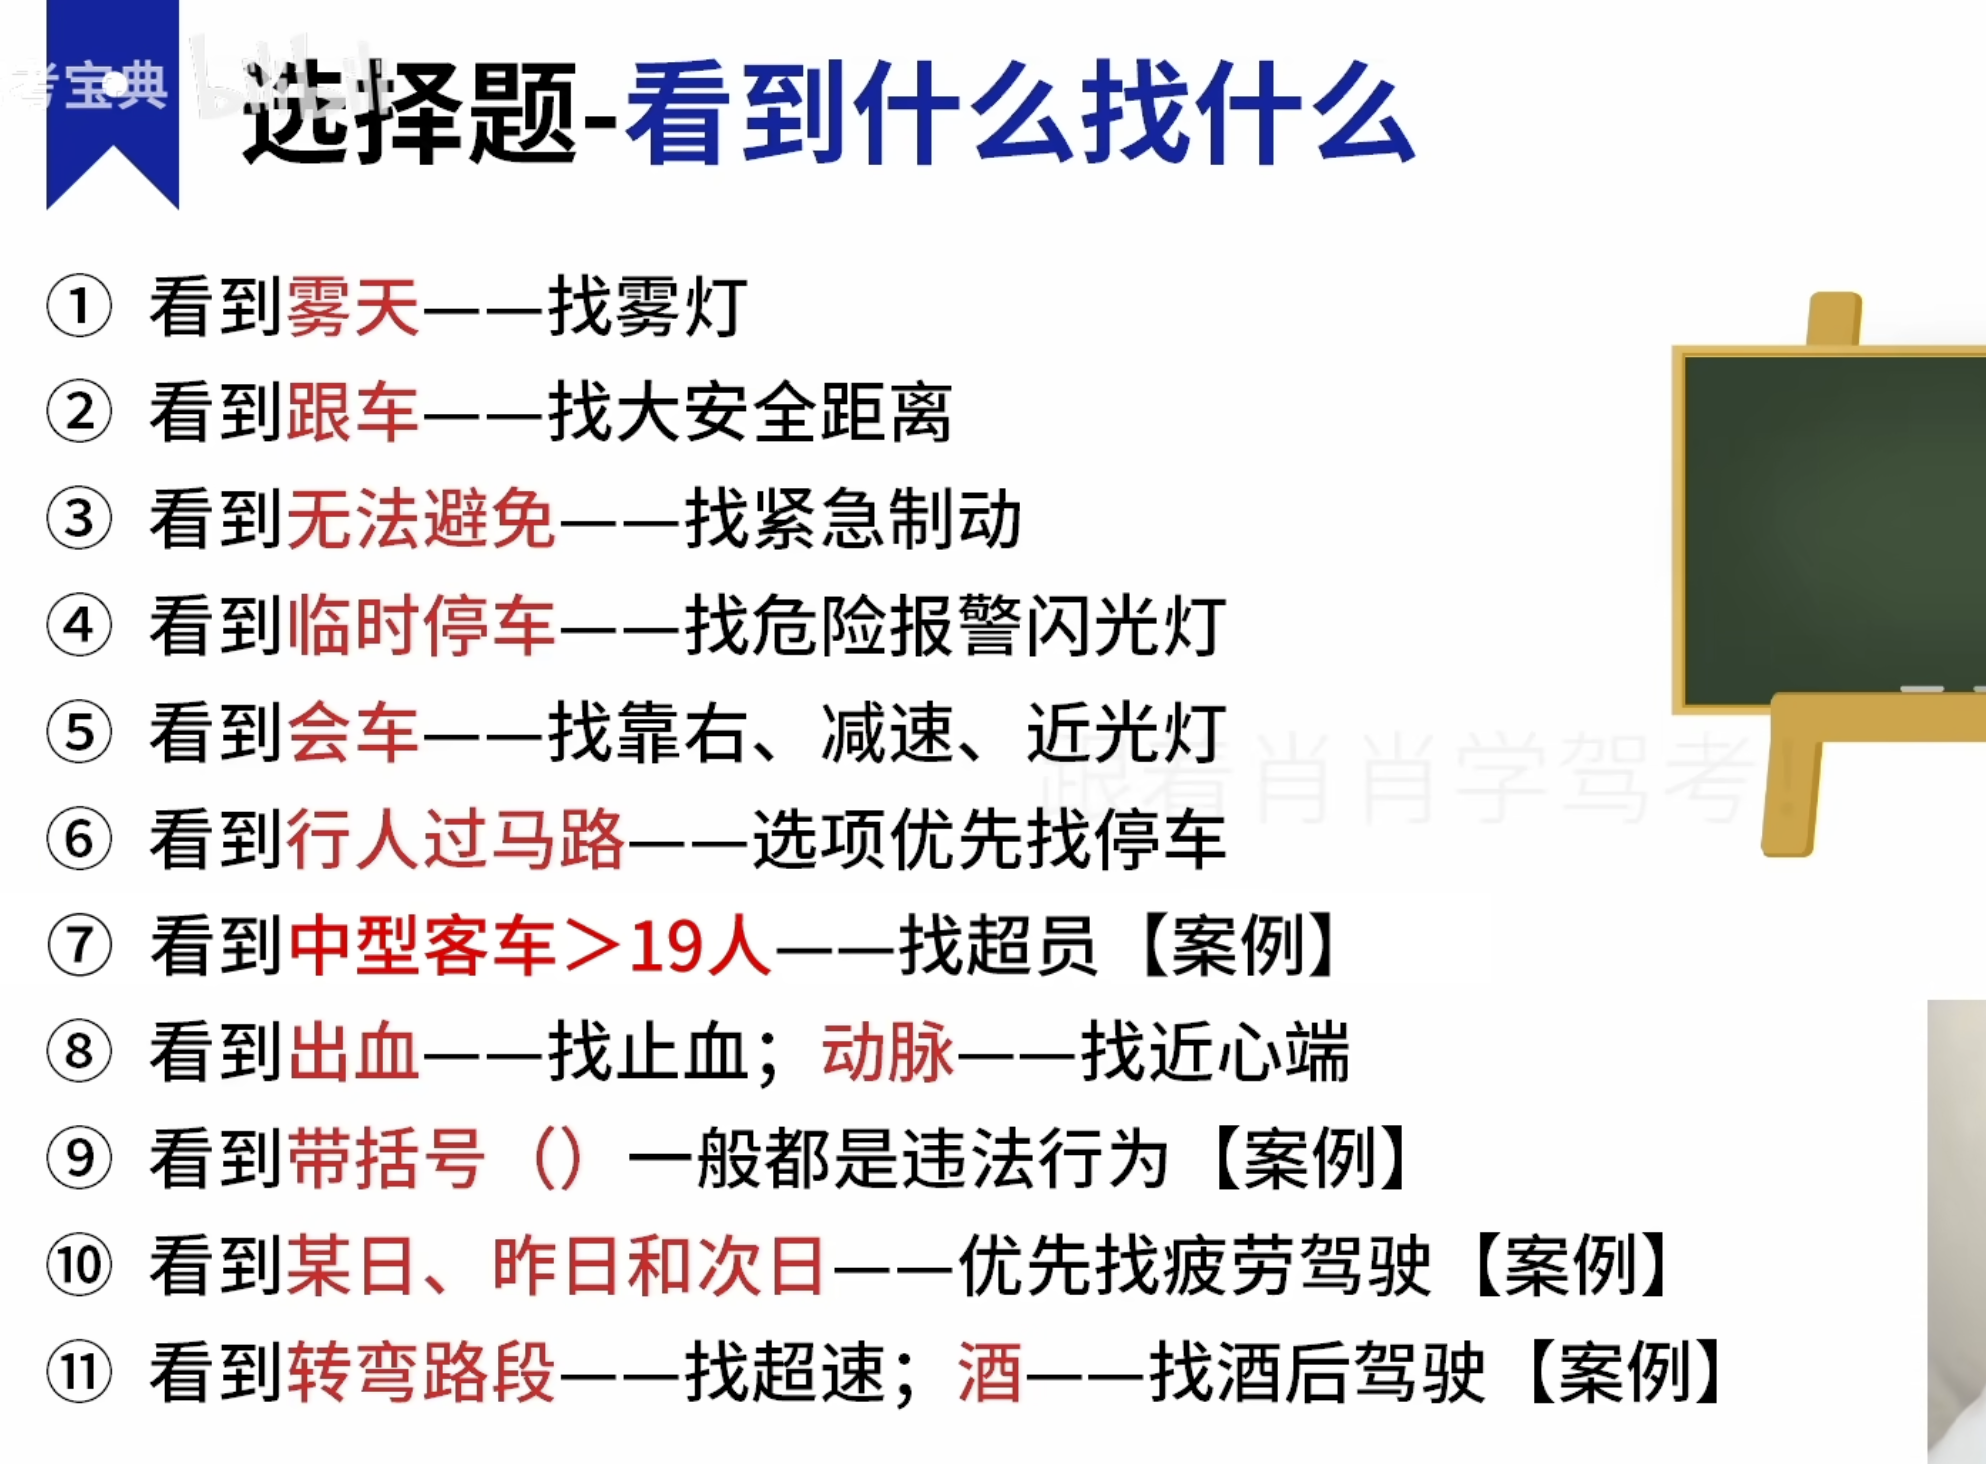 考宝典 bilibili
选择题-看到什么找什么
① 看到雾天——找雾灯
② 看到跟车——找大安全距离
③ 看到无法避免——找紧急制动
④ 看到临时停车——找危险报警闪光灯
⑤ 看到会车——找靠右、减速、近光灯
跟着肖肖学驾考!
⑥ 看到行人过马路——选项优先找停车
⑦ 看到中型客车＞19人——找超员【案例】
⑧ 看到出血——找止血；动脉——找近心端
⑨ 看到带括号（）一般都是违法行为【案例】
⑩ 看到某日、昨日和次日——优先找疲劳驾驶【案例】
⑪ 看到转弯路段——找超速；酒——找酒后驾驶【案例】